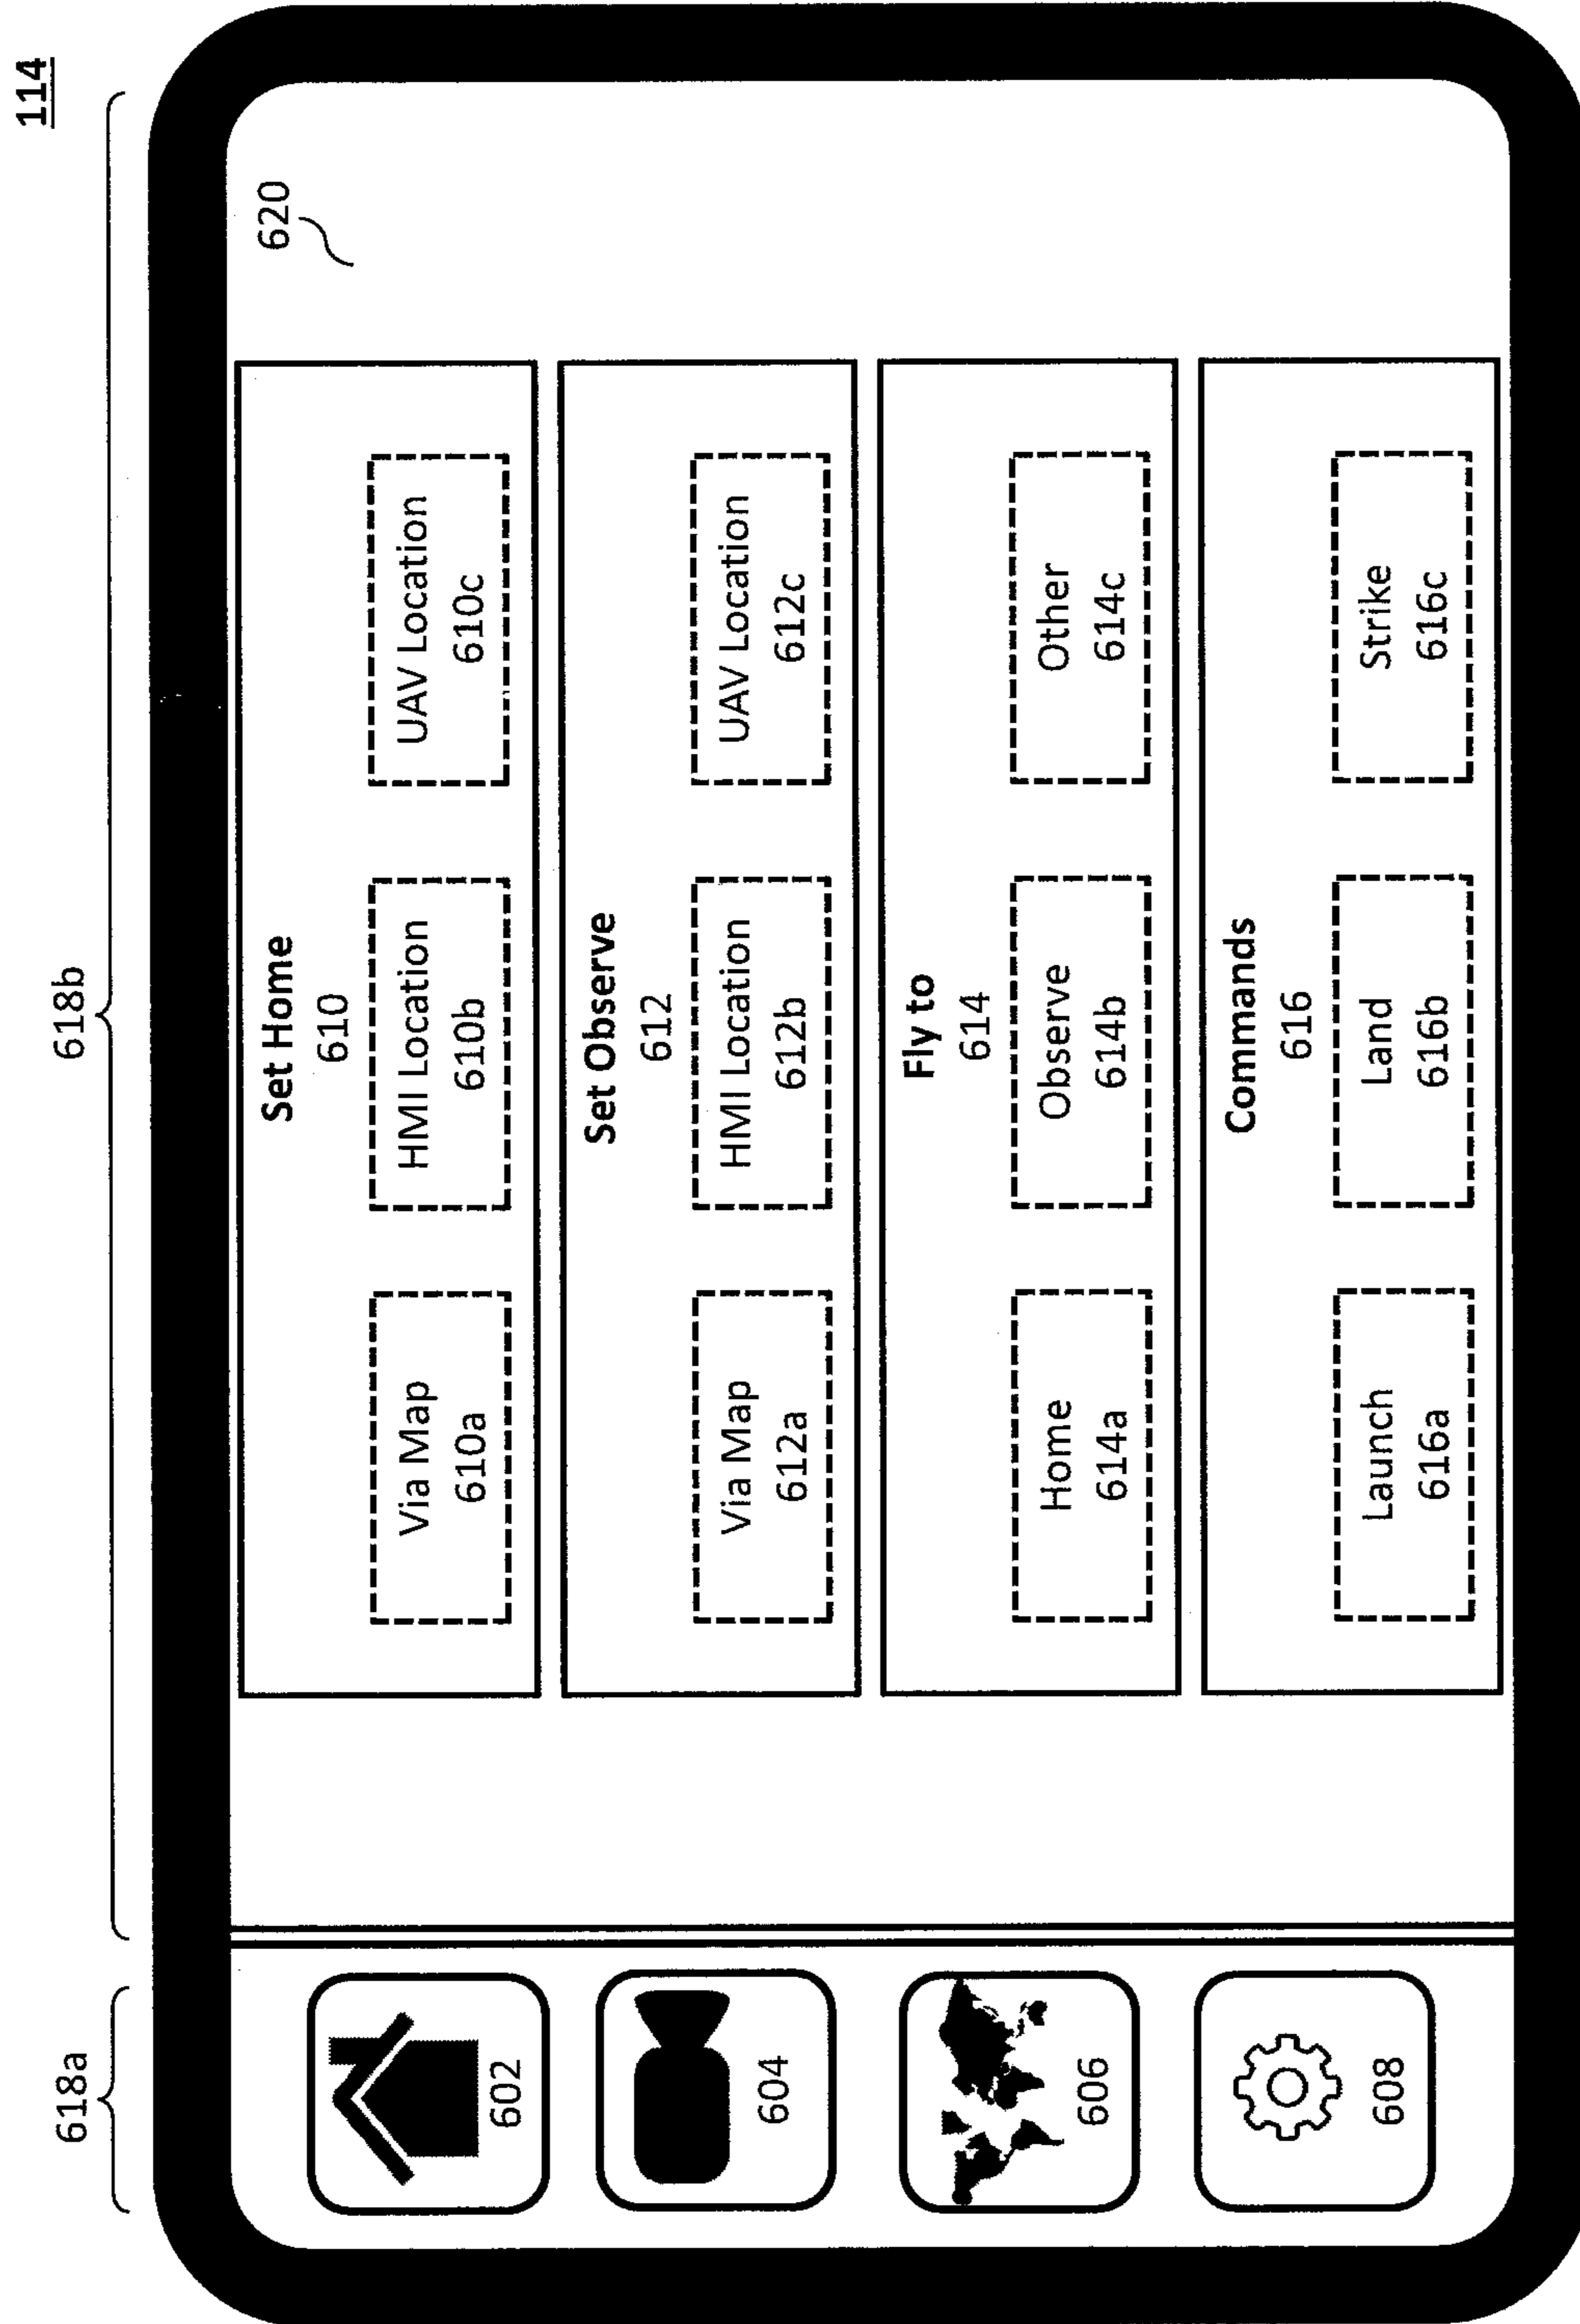 114
618a
618b
620
602
604
606
608
Set Home
610
Via Map
610a
HMI Location
610b
UAV Location
610c
Set Observe
612
Via Map
612a
HMI Location
612b
UAV Location
612c
Fly to
614
Home
614a
Observe
614b
Other
614c
Commands
616
Launch
616a
Land
616b
Strike
616c